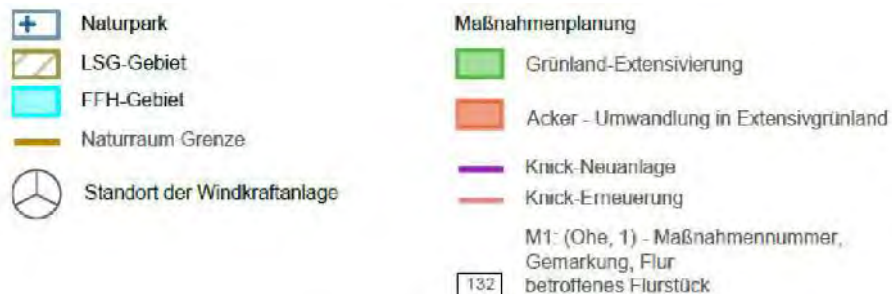 Naturpark
LSG-Gebiet
FFH-Gebiet
Naturraum Grenze
Standort der Windkraftanlage
Maßnahmenplanung
Grünland-Extensivierung
Acker - Umwandlung in Extensivgrünland
Knick-Neuanlage
Knick-Erneuerung
M1: (Ohe, 1) - Maßnahmennummer,
Gemarkung, Flur
132 betroffenes Flurstück